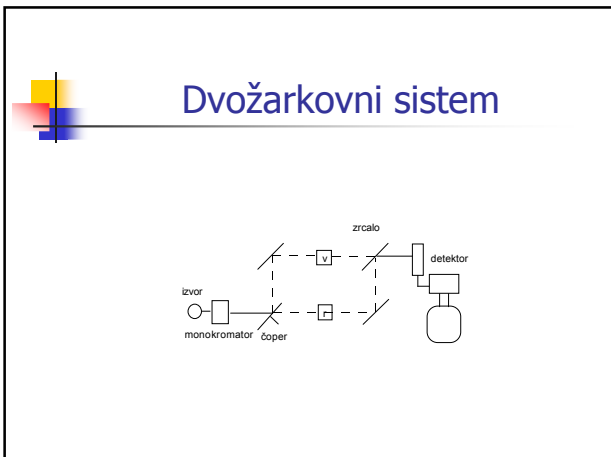 Dvožarkovni sistem
zrcalo
v
detektor
izvor
r
monokromator čoper